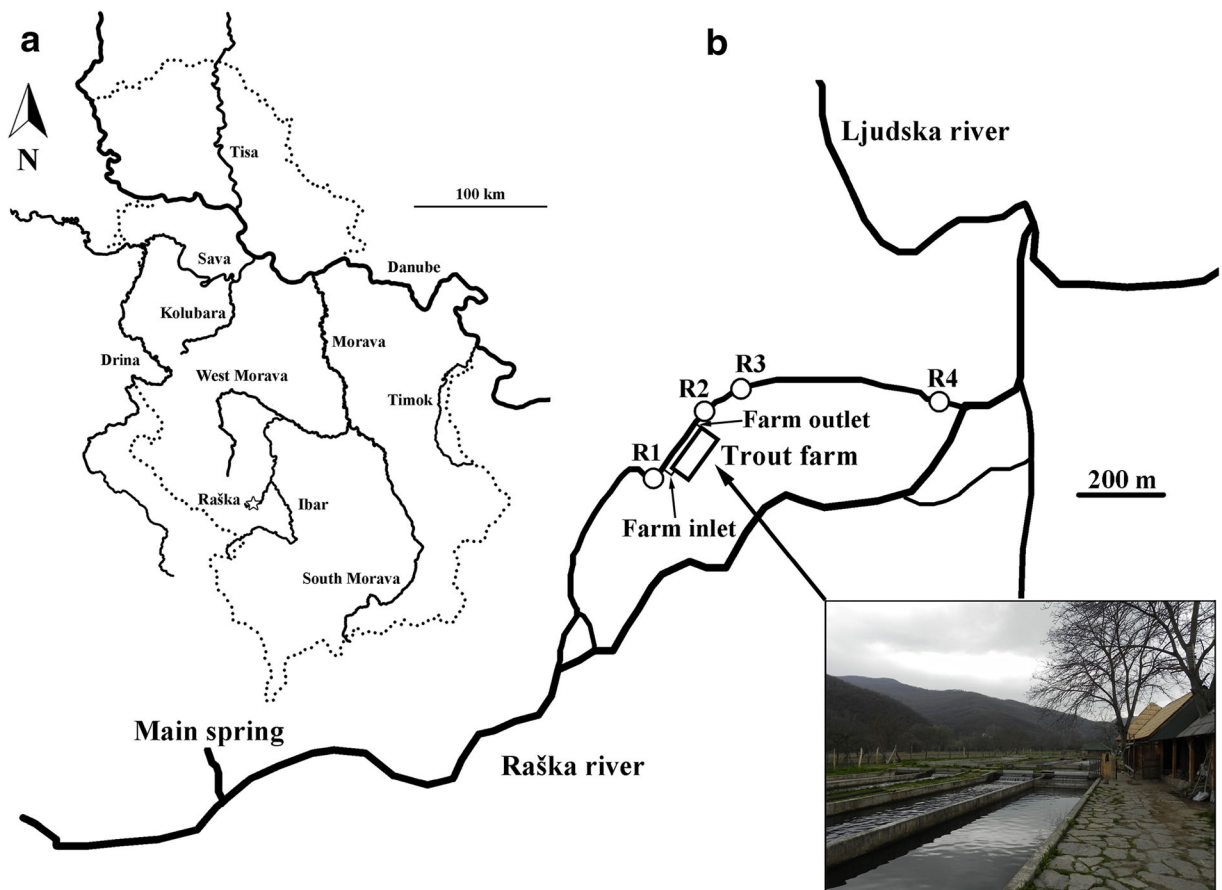 a
b
N
Tisa
100 km
Sava
Danube
Kolubara
Morava
Drina
West Morava
Timok
Raška
Ibar
South Morava
Ljudska river
R1
R2
R3
R4
Farm outlet
Trout farm
Farm inlet
200 m
Main spring
Raška river